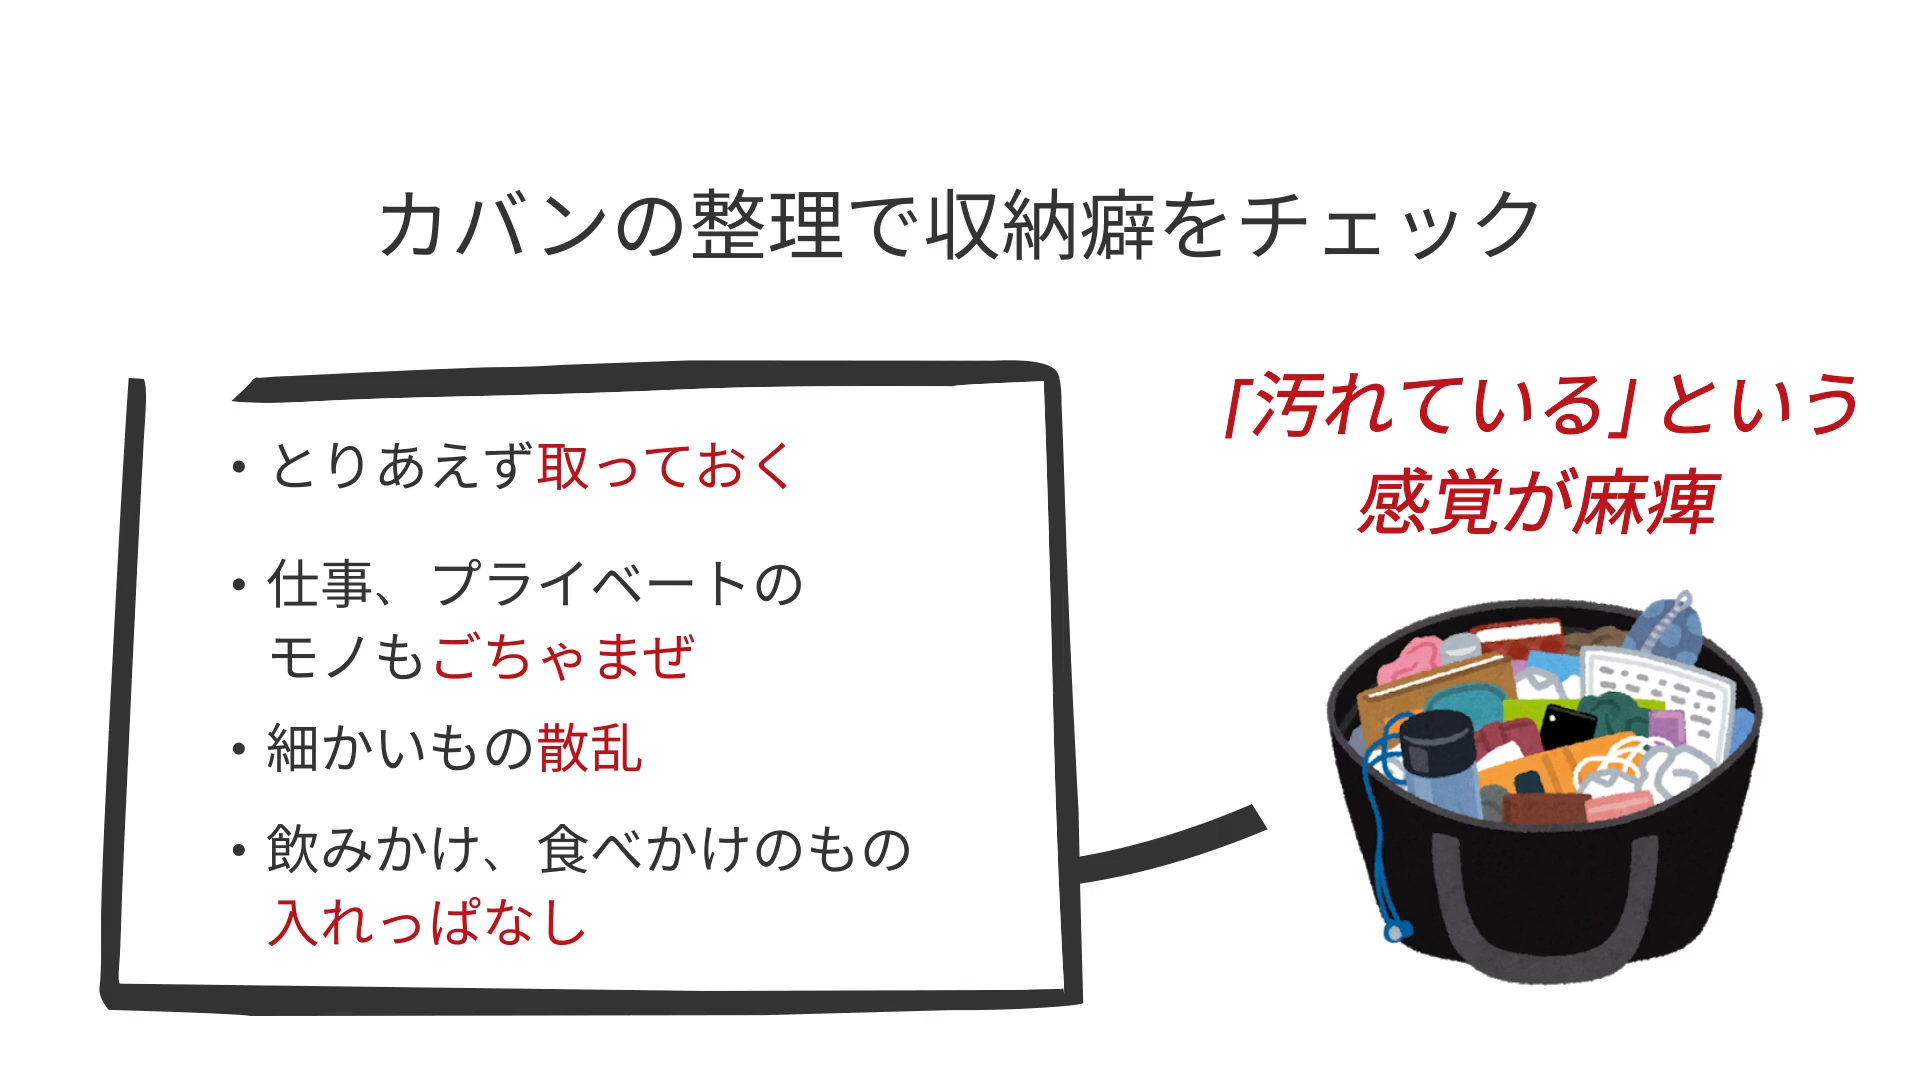 カバンの整理で収納癖をチェック
・とりあえず取っておく
・仕事、プライベートの
モノもごちゃまぜ
・細かいもの散乱
・飲みかけ、食べかけのもの
入れっぱなし
「汚れている」という
感覚が麻痺